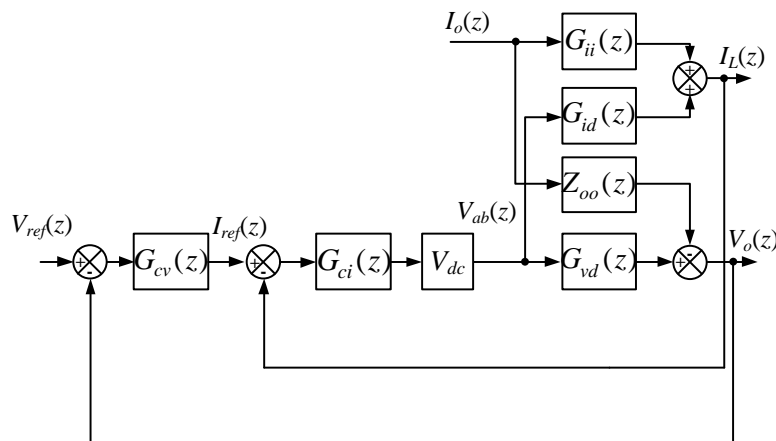 I_o(z)
G_ii(z)
+
+
I_L(z)
G_id(z)
Z_oo(z)
V_ref(z)
I_ref(z)
V_ab(z)
V_o(z)
+
-
G_cv(z)
+
-
G_ci(z)
V_dc
G_vd(z)
-
+